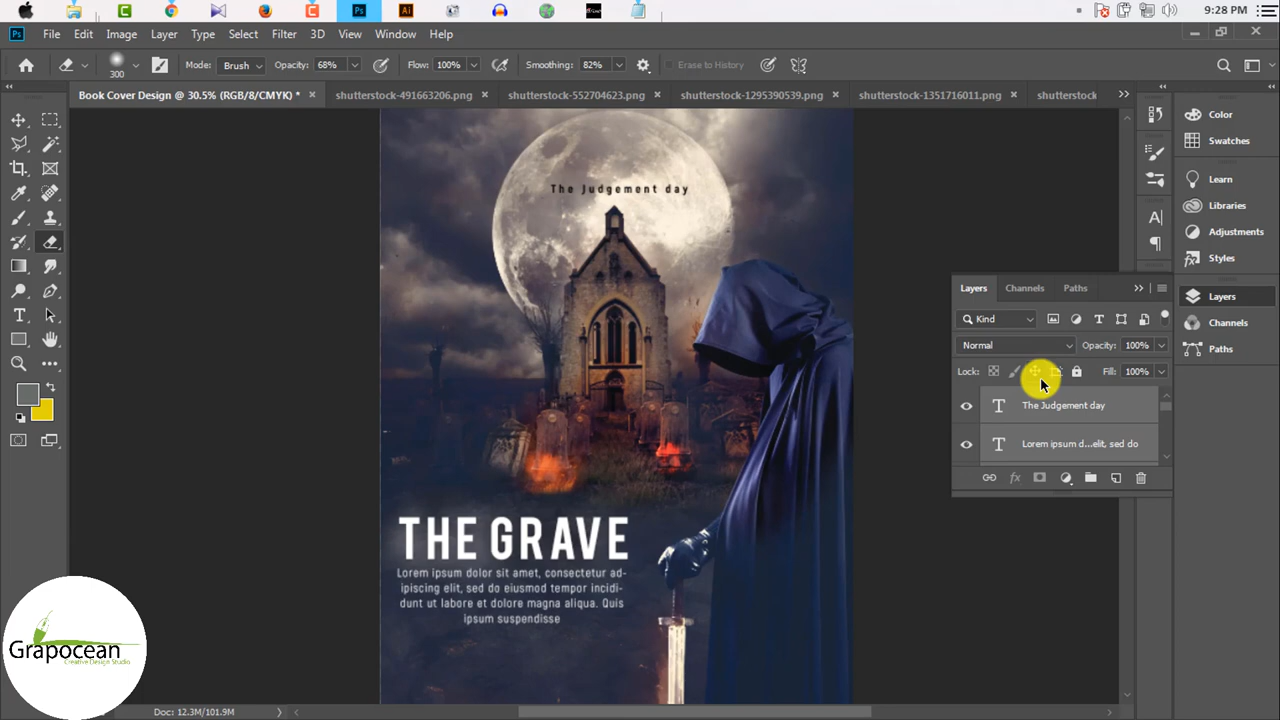 9:28 PM
File Edit Image Layer Type Select Filter 3D View Window Help
300 Mode: Brush Opacity: 68% Flow: 100% Smoothing: 82% Erase to History
Book Cover Design @ 30.5% (RGB/8/CMYK) * shutterstock-491663206.png shutterstock-552704623.png shutterstock-1295390539.png shutterstock-1351716011.png shutterstock
The Judgement day
THE GRAVE
Lorem ipsum dolor sit amet, consectetur ad-
ipiscing elit, sed do eiusmod tempor incidi-
dunt ut labore et dolore magna aliqua. Quis
ipsum suspendisse
Color
Swatches
Learn
Libraries
Adjustments
Styles
Layers
Channels
Paths
Layers Channels Paths
Kind
Normal Opacity: 100%
Lock: Fill: 100%
The Judgement day
Lorem ipsum d...elit, sed do
Grapocean
Creative Design Studio
Doc: 12.3M/101.9M